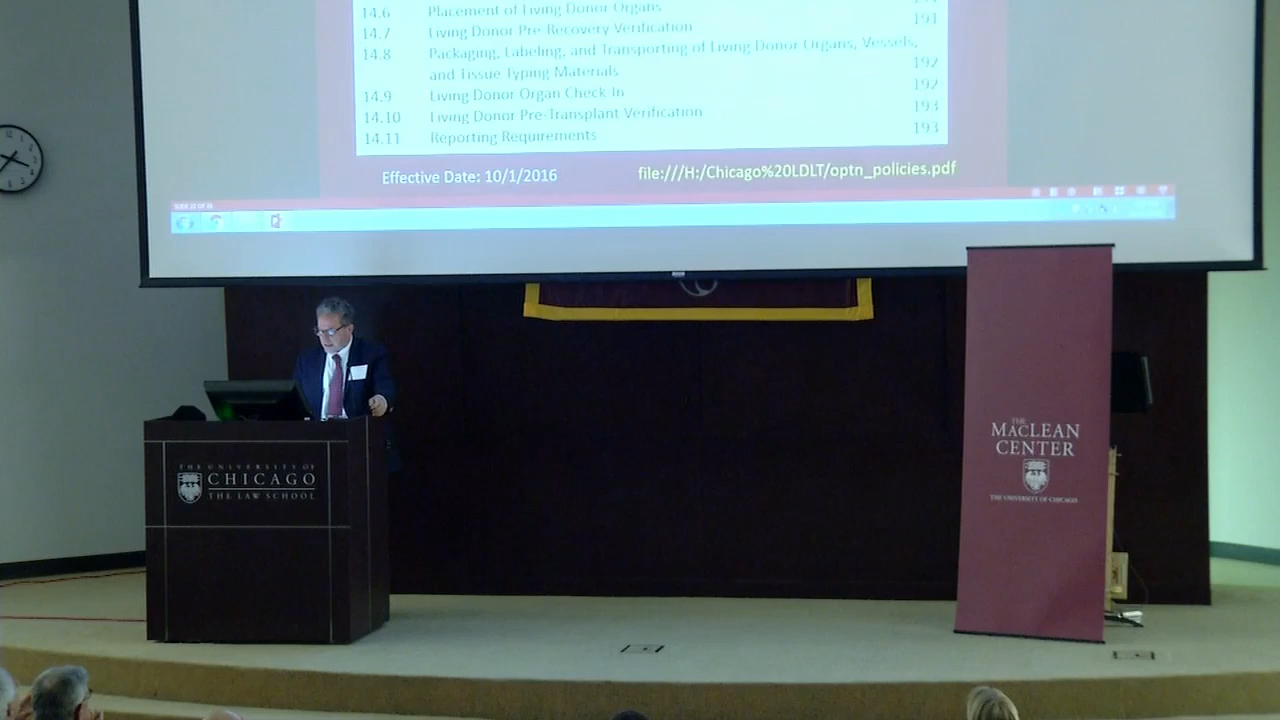 14.6 Placement of Living Donor Organs
14.7 Living Donor Pre-Recovery Verification 191
14.8 Packaging, Labeling, and Transporting of Living Donor Organs, Vessels,
and Tissue Typing Materials 192
14.9 Living Donor Organ Check-In 192
14.10 Living Donor Pre-Transplant Verification 193
14.11 Reporting Requirements 193
Effective Date: 10/1/2016 file:///H:/Chicago%20LDLT/optn_policies.pdf
THE UNIVERSITY OF
CHICAGO
THE LAW SCHOOL
THE
MACLEAN
CENTER
THE UNIVERSITY OF CHICAGO